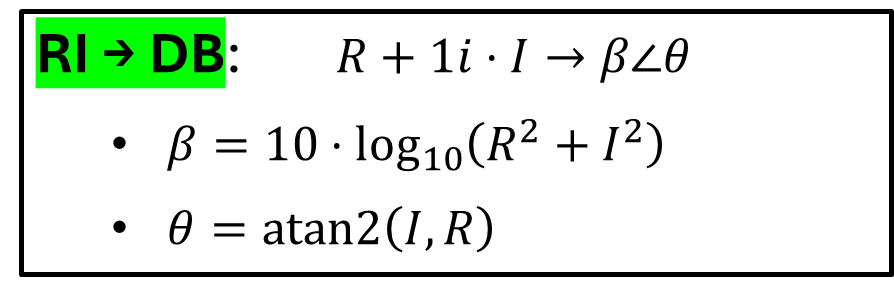 RI → DB: R + 1i · I → β∠θ
• β = 10 · log₁₀(R² + I²)
• θ = atan2(I, R)